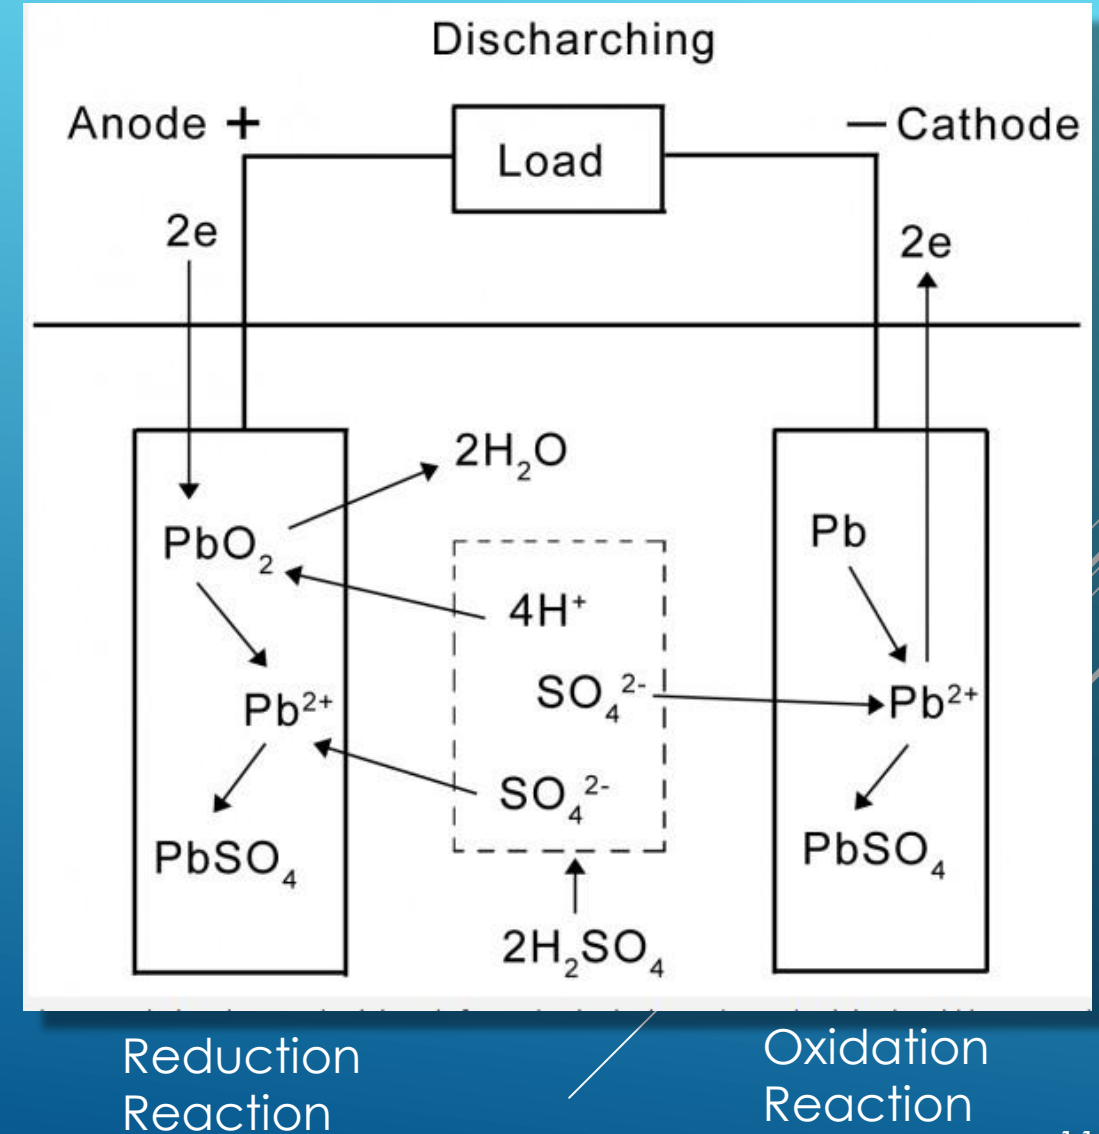 Discharching
Anode +
– Cathode
Load
2e
2e
2H₂O
PbO₂
Pb
4H⁺
SO₄²⁻
Pb²⁺
Pb²⁺
SO₄²⁻
PbSO₄
PbSO₄
2H₂SO₄
Reduction
Reaction
Oxidation
Reaction